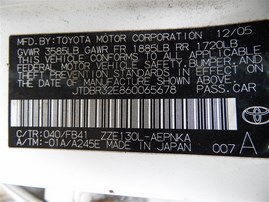 MFD.BY:TOYOTA MOTOR CORPORATION 12/05
GVWR 3585LB GAWR FR 1885LB RR 1720LB
THIS VEHICLE CONFORMS TO ALL APPLICABLE
FEDERAL MOTOR VEHICLE SAFETY, BUMPER, AND
THEFT PREVENTION STANDARDS IN EFFECT ON
THE DATE OF MANUFACTURE SHOWN ABOVE.
JTDBR32E860065678 PASS.CAR
C/TR:040/FB41 ZZE130L-AEPNKA
A/TM:-01A/A245E MADE IN JAPAN 007 A
TOYOTA